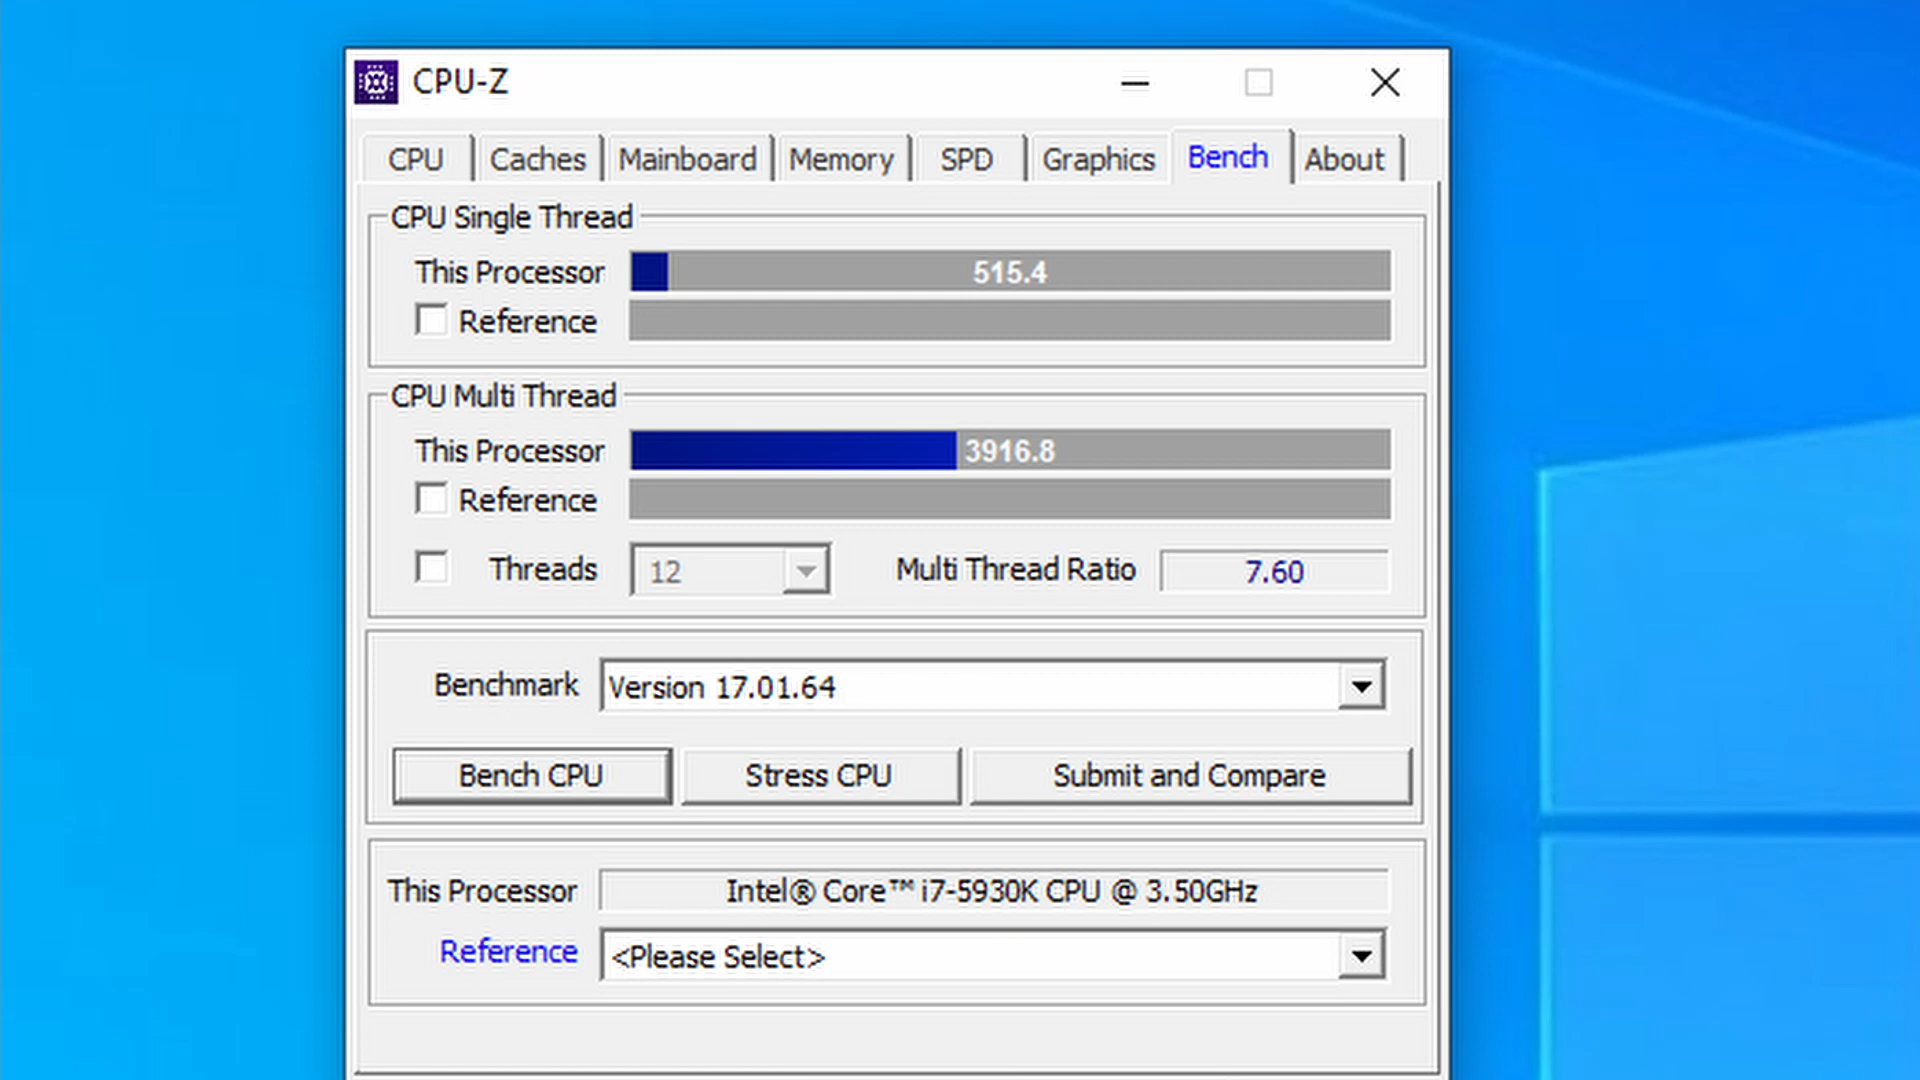 CPU-Z
CPU Caches Mainboard Memory SPD Graphics Bench About
CPU Single Thread
This Processor 515.4
Reference
CPU Multi Thread
This Processor 3916.8
Reference
Threads 12 Multi Thread Ratio 7.60
Benchmark Version 17.01.64
Bench CPU Stress CPU Submit and Compare
This Processor Intel® Core™ i7-5930K CPU @ 3.50GHz
Reference <Please Select>